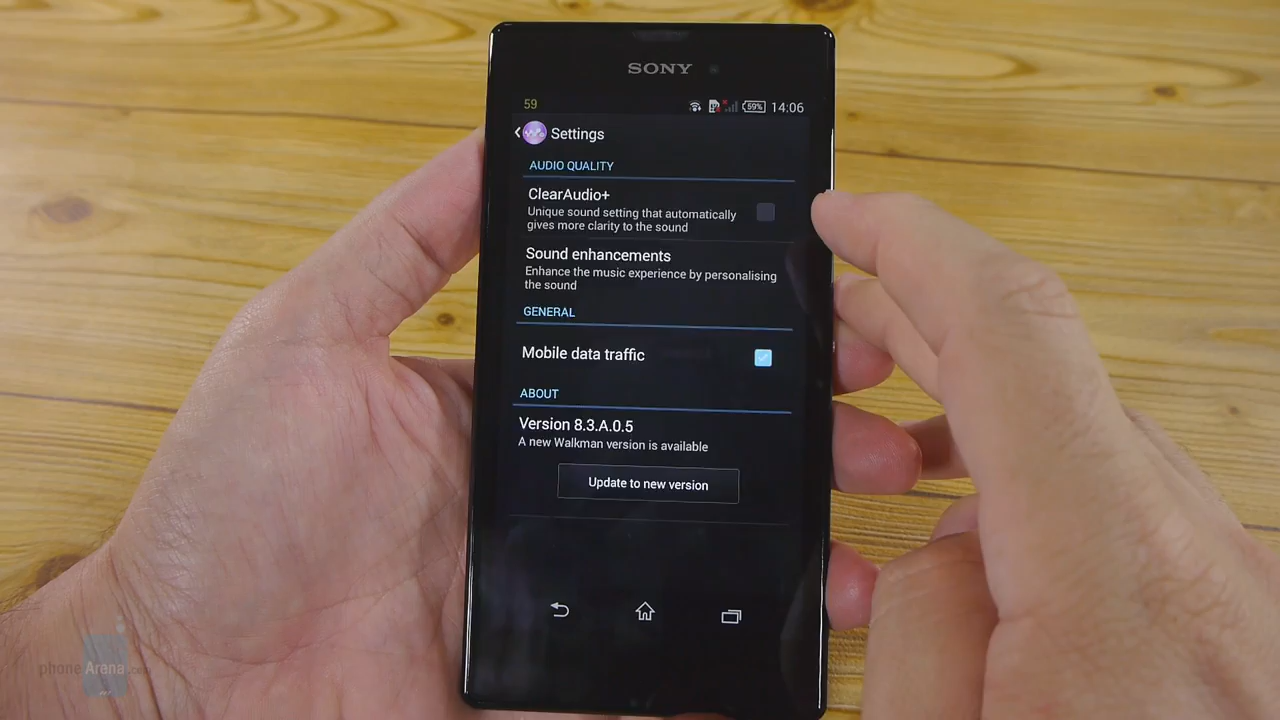 SONY
59
59% 14:06
Settings
AUDIO QUALITY
ClearAudio+
Unique sound setting that automatically
gives more clarity to the sound
Sound enhancements
Enhance the music experience by personalising
the sound
GENERAL
Mobile data traffic
ABOUT
Version 8.3.A.0.5
A new Walkman version is available
Update to new version
phoneArena.com